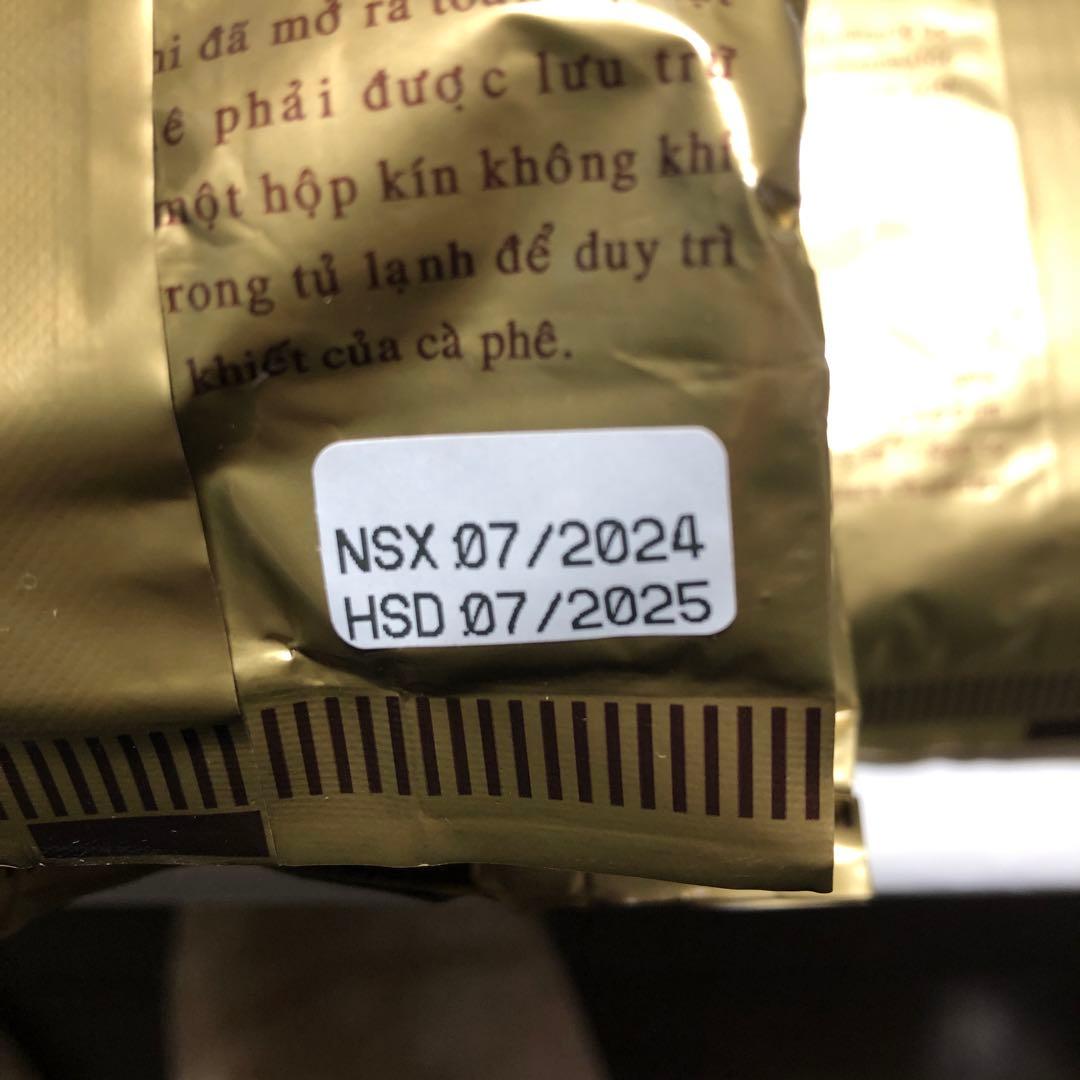 đã mở ra
phải được lưu trữ
một hộp kín không khí
tủ lạnh để duy trì
khiết của cà phê.
NSX 07/2024
HSD 07/2025